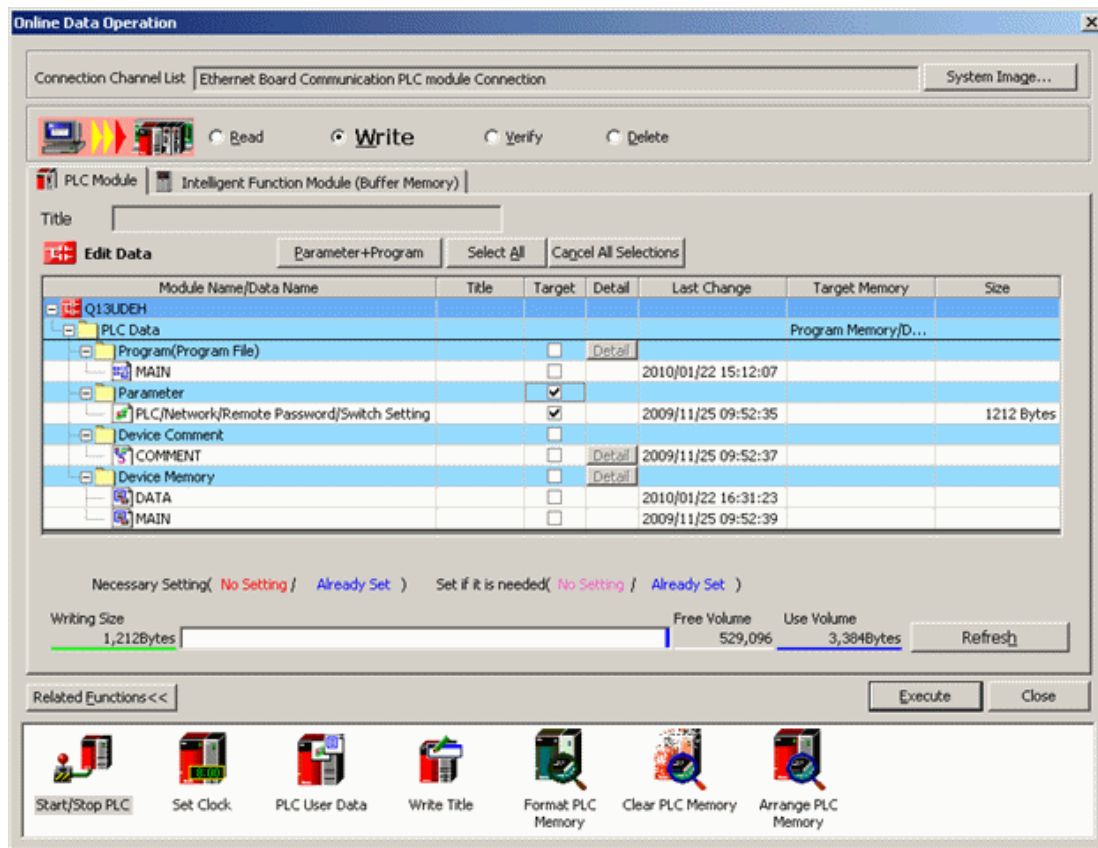 Online Data Operation
Connection Channel List Ethernet Board Communication PLC module Connection System Image...
Read Write Verify Delete
PLC Module Intelligent Function Module (Buffer Memory)
Title
Edit Data Parameter+Program Select All Cancel All Selections
Module Name/Data Name Title Target Detail Last Change Target Memory Size
Q13UDEH
PLC Data Program Memory/D...
Program(Program File) Detail
MAIN 2010/01/22 15:12:07
Parameter
PLC/Network/Remote Password/Switch Setting 2009/11/25 09:52:35 1212 Bytes
Device Comment
COMMENT Detail 2009/11/25 09:52:37
Device Memory Detail
DATA 2010/01/22 16:31:23
MAIN 2009/11/25 09:52:39
Necessary Setting( No Setting / Already Set ) Set if it is needed( No Setting / Already Set )
Writing Size Free Volume Use Volume
1,212Bytes 529,096 3,384Bytes Refresh
Related Functions<< Execute Close
Start/Stop PLC Set Clock PLC User Data Write Title Format PLC Memory Clear PLC Memory Arrange PLC Memory